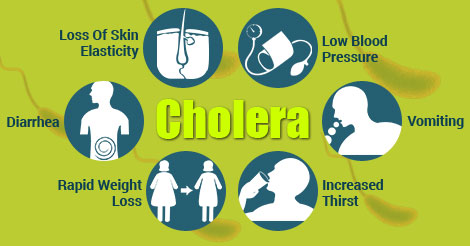 Loss Of Skin
Elasticity
Low Blood
Pressure
Diarrhea
Cholera
Vomiting
Rapid Weight
Loss
Increased
Thirst